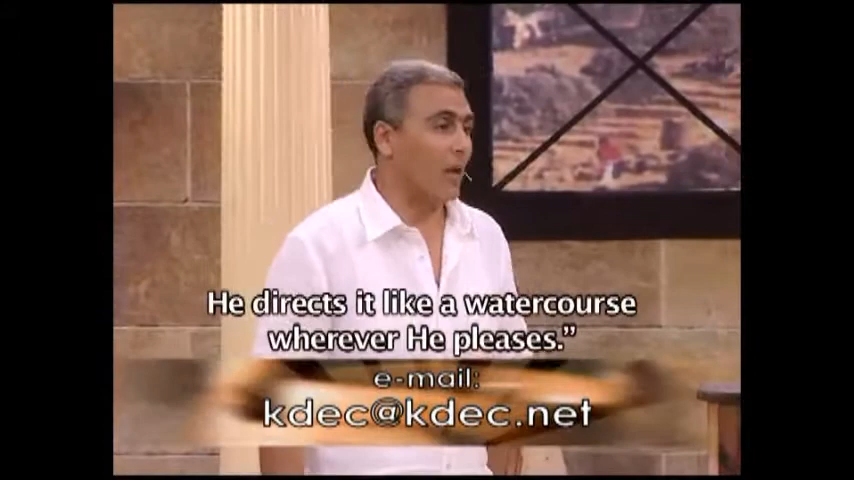 He directs it like a watercourse
wherever He pleases.”
e-mail:
kdec@kdec.net